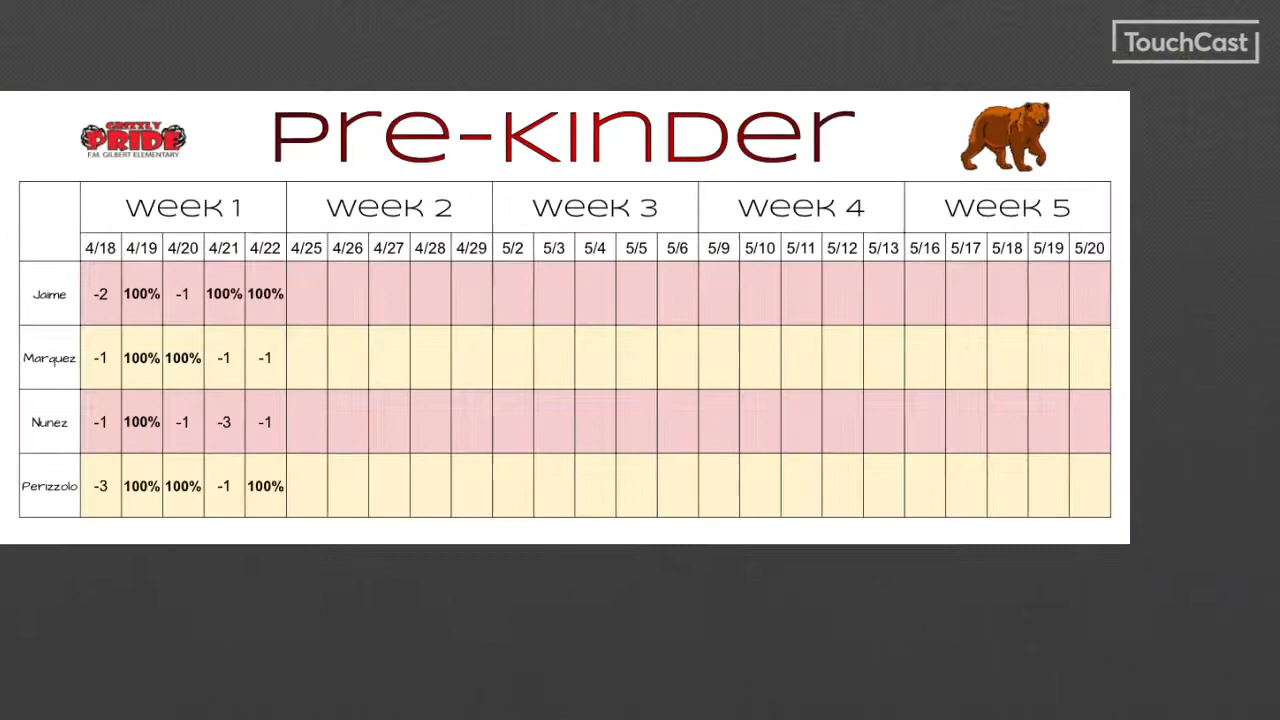 TouchCast
GRIZZLY
PRIDE
F.M. GILBERT ELEMENTARY
Pre-Kinder
Week 1 Week 2 Week 3 Week 4 Week 5
4/18 4/19 4/20 4/21 4/22 4/25 4/26 4/27 4/28 4/29 5/2 5/3 5/4 5/5 5/6 5/9 5/10 5/11 5/12 5/13 5/16 5/17 5/18 5/19 5/20
Jaime -2 100% -1 100% 100%
Marquez -1 100% 100% -1 -1
Nunez -1 100% -1 -3 -1
Perizzolo -3 100% 100% -1 100%